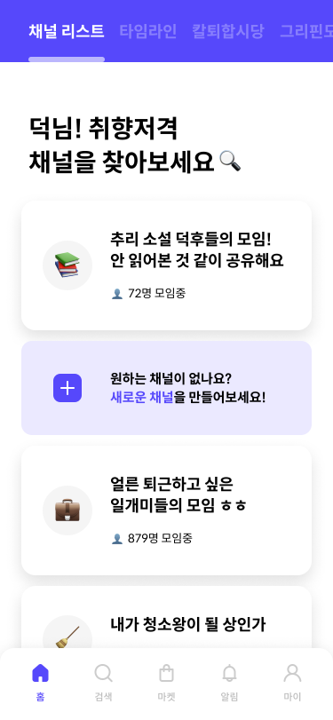 채널 리스트 타임라인 칼퇴합시당 그리핀도
덕님! 취향저격
채널을 찾아보세요
추리 소설 덕후들의 모임!
안 읽어본 것 같이 공유해요
72명 모임중
원하는 채널이 없나요?
새로운 채널을 만들어보세요!
얼른 퇴근하고 싶은
일개미들의 모임 ㅎㅎ
879명 모임중
내가 청소왕이 될 상인가
홈 검색 마켓 알림 마이